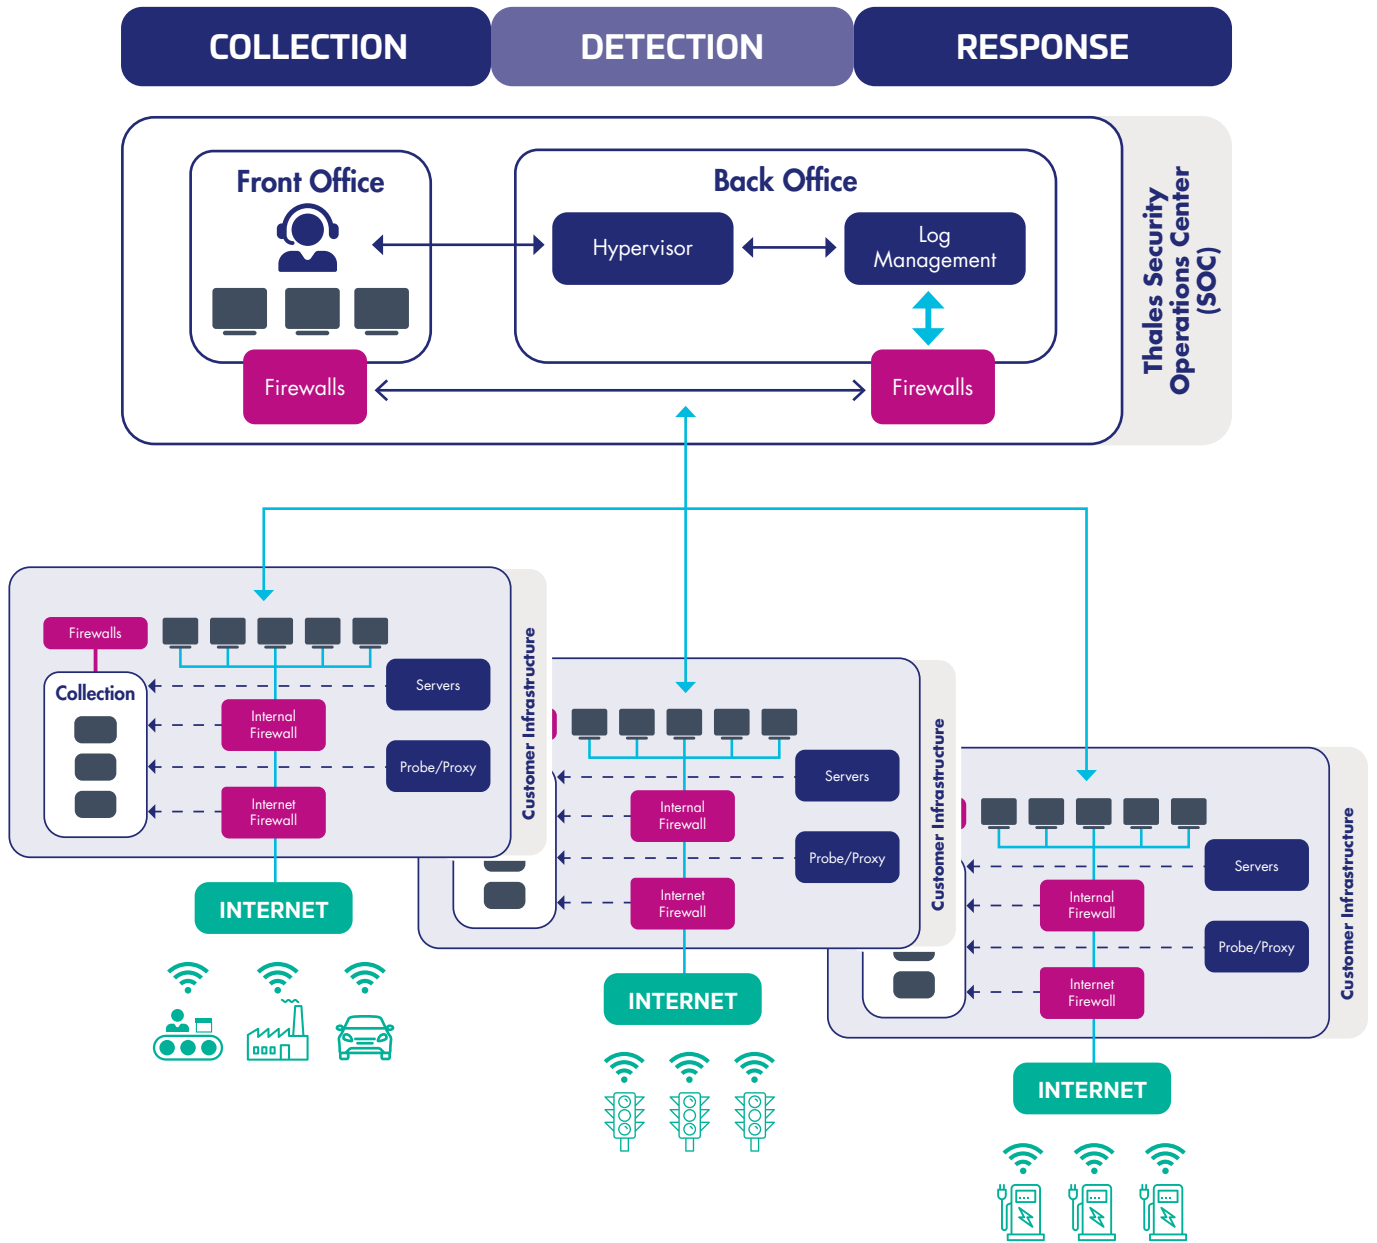 COLLECTION
DETECTION
RESPONSE
Front Office
Back Office
Hypervisor
Log
Management
Firewalls
Firewalls
Thales Security
Operations Center
(SOC)
Firewalls
Collection
Servers
Internal
Firewall
Probe/Proxy
Internet
Firewall
Customer Infrastructure
INTERNET
Servers
Internal
Firewall
Probe/Proxy
Internet
Firewall
Customer Infrastructure
INTERNET
Servers
Internal
Firewall
Probe/Proxy
Internet
Firewall
Customer Infrastructure
INTERNET